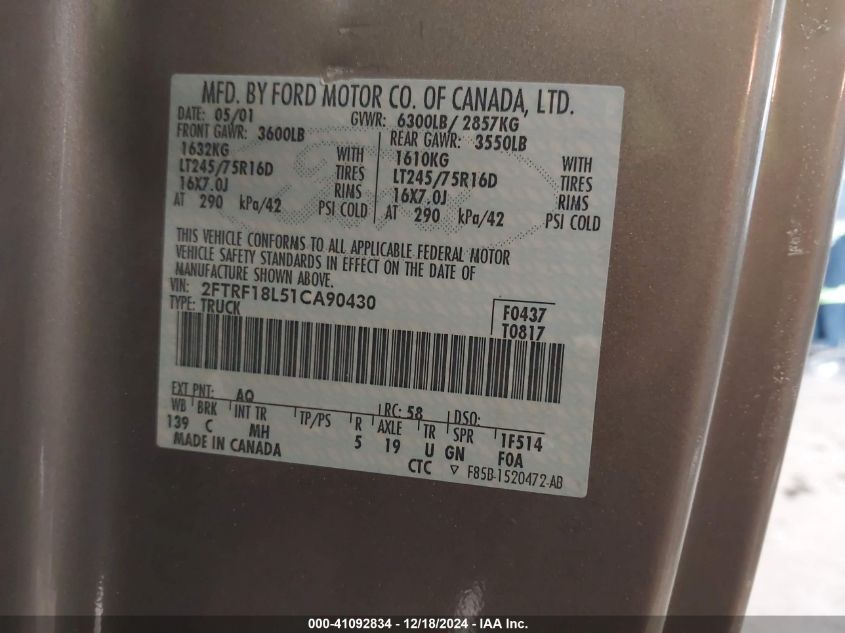 MFD. BY FORD MOTOR CO. OF CANADA, LTD.
DATE: 05/01 GVWR: 6300LB/ 2857KG
FRONT GAWR: 3600LB REAR GAWR: 3550LB
1632KG WITH 1610KG WITH
LT245/75R16D TIRES LT245/75R16D TIRES
16X7.0J RIMS 16X7.0J RIMS
AT 290 kPa/42 PSI COLD AT 290 kPa/42 PSI COLD
THIS VEHICLE CONFORMS TO ALL APPLICABLE FEDERAL MOTOR
VEHICLE SAFETY STANDARDS IN EFFECT ON THE DATE OF
MANUFACTURE SHOWN ABOVE.
VIN: 2FTRF18L51CA90430
TYPE: TRUCK
F0437
T0817
EXT PNT: AQ RC: 58 DSO:
WB BRK INT TR TP/PS R AXLE TR SPR 1F514
139 C MH 5 19 U GN F0A
MADE IN CANADA CTC F85B-1520472-AB
000-41092834 - 12/18/2024 - IAA Inc.